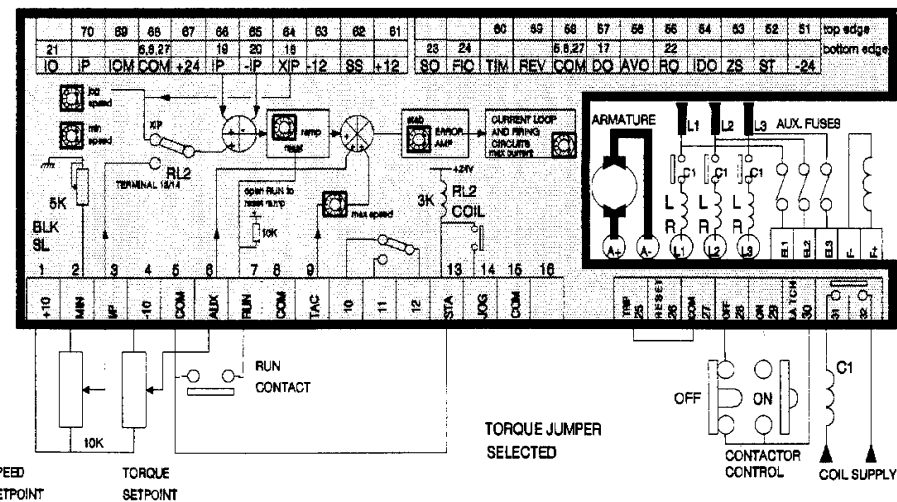 70 69 68 67 66 65 64 63 62 61 60 59 58 57 56 55 54 53 52 51 top edge
21 5,8,27 19 20 18 23 24 5,8,27 17 22 bottom edge
IO IP IOM COM +24 IP -IP XIP -12 SS +12 SO FIO TIM REV COM DO AVO RO IDO ZS ST -24
jog speed
min speed
XIP
RL2
TERMINAL 13/14
5K
BLK
SL
ramp
reset
open RUN to
reset ramp
10K
max speed
stab
ERROR
AMP
CURRENT LOOP
AND FIRING
CIRCUITS
max current
+24V
3K
RL2
COIL
ARMATURE
L1 L2 L3 AUX. FUSES
C1 C1 C1
L L L
R R R
A+ A- L1 L2 L3 EL1 EL2 EL3 F- F+
1 2 3 4 5 6 7 8 9 10 11 12 13 14 15 16
+10 MIN I/P -10 COM AUX RUN COM TAC STA JOG COM
TRIP 25 RESET 26 COM 27 OFF 28 ON 29 LATCH 30 31 32
RUN
CONTACT
10K
OFF ON
C1
TORQUE JUMPER
SELECTED
CONTACTOR
CONTROL
COIL SUPPLY
PEED
ETPOINT
TORQUE
SETPOINT